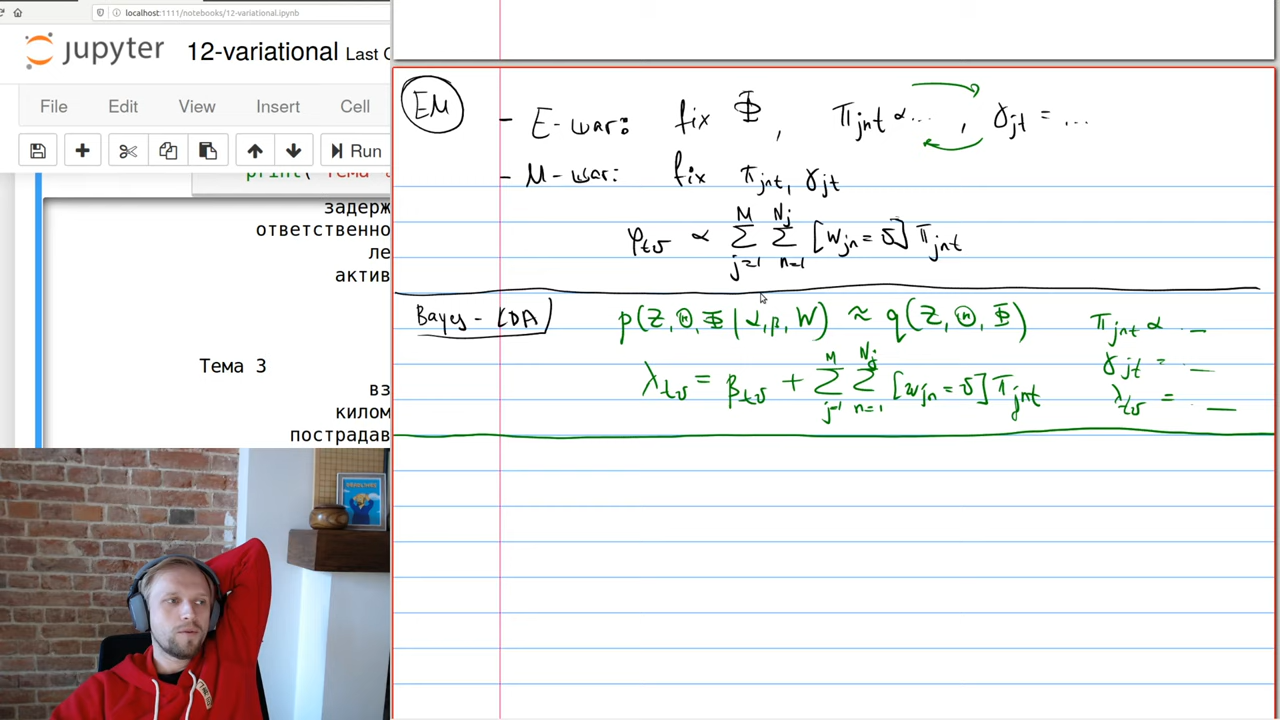 localhost:1111/notebooks/12-variational.ipynb
jupyter 12-variational Last C
File Edit View Insert Cell
Run
print("Тема
задерж
ответственно
ле
актив
Тема 3
вз
килом
пострадав
EM
- E-шаг: fix Φ, π_jnt ∝ ..., γ_jt = ...
- M-шаг: fix π_jnt, γ_jt
φ_tv ∝ Σ_{j=1}^{M} Σ_{n=1}^{N_j} [w_jn = v] π_jnt
Bayes - LDA
p(Z, Θ, Φ | α, β, W) ≈ q(Z, Θ, Φ)
λ_tv = β_tv + Σ_{j=1}^{M} Σ_{n=1}^{N_j} [w_jn = v] π_jnt
π_jnt ∝ ...
γ_jt = ...
λ_tv = ...